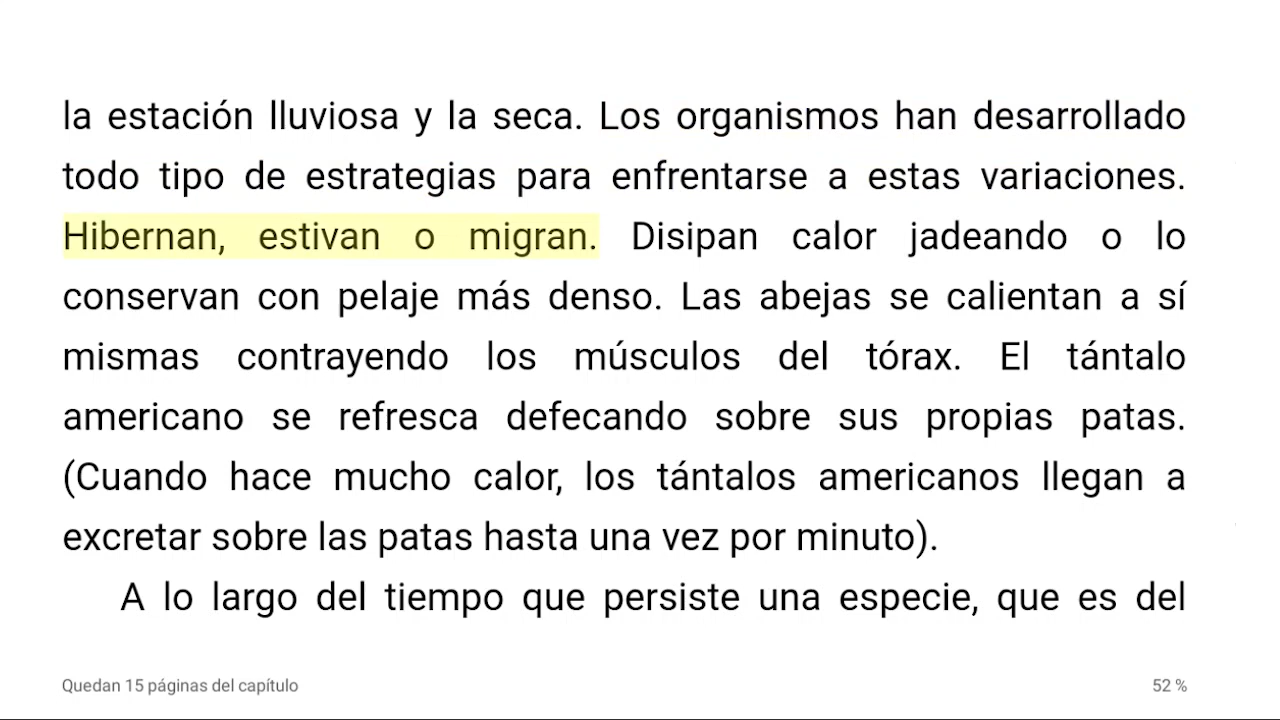 la estación lluviosa y la seca. Los organismos han desarrollado
todo tipo de estrategias para enfrentarse a estas variaciones.
Hibernan, estivan o migran. Disipan calor jadeando o lo
conservan con pelaje más denso. Las abejas se calientan a sí
mismas contrayendo los músculos del tórax. El tántalo
americano se refresca defecando sobre sus propias patas.
(Cuando hace mucho calor, los tántalos americanos llegan a
excretar sobre las patas hasta una vez por minuto).
A lo largo del tiempo que persiste una especie, que es del
Quedan 15 páginas del capítulo
52 %